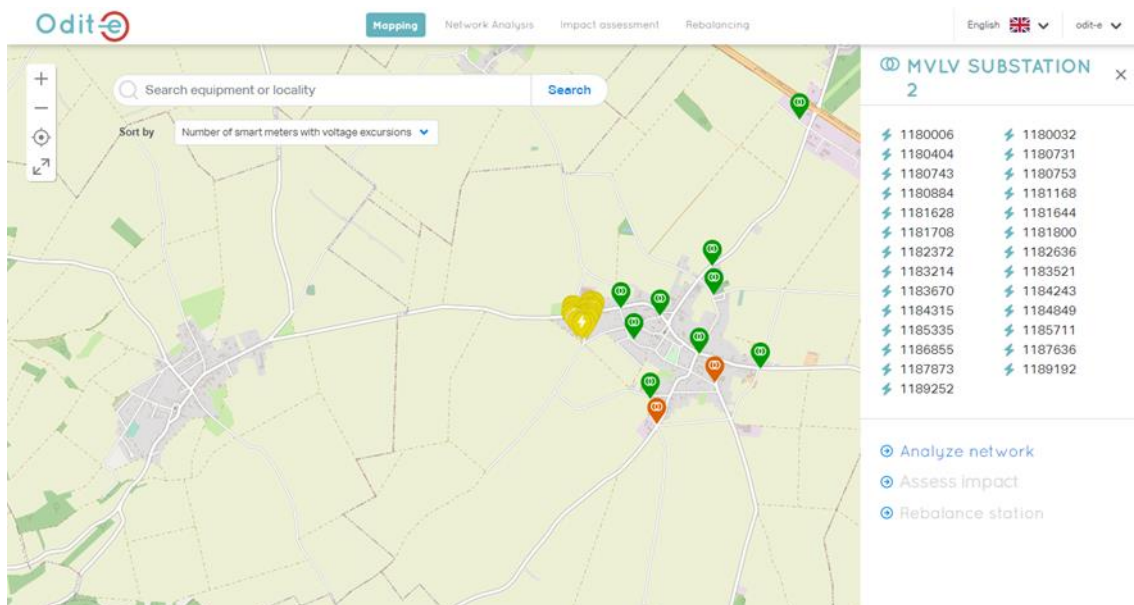 Odit-e
Mapping
Network Analysis
Impact assessment
Rebalancing
English
odit-e
Search equipment or locality
Search
Sort by
Number of smart meters with voltage excursions
MVLV SUBSTATION
2
1180006 1180032
1180404 1180731
1180743 1180753
1180884 1181168
1181628 1181644
1181708 1181800
1182372 1182636
1183214 1183521
1183670 1184243
1184315 1184849
1185335 1185711
1186855 1187636
1187873 1189192
1189252
Analyze network
Assess impact
Rebalance station